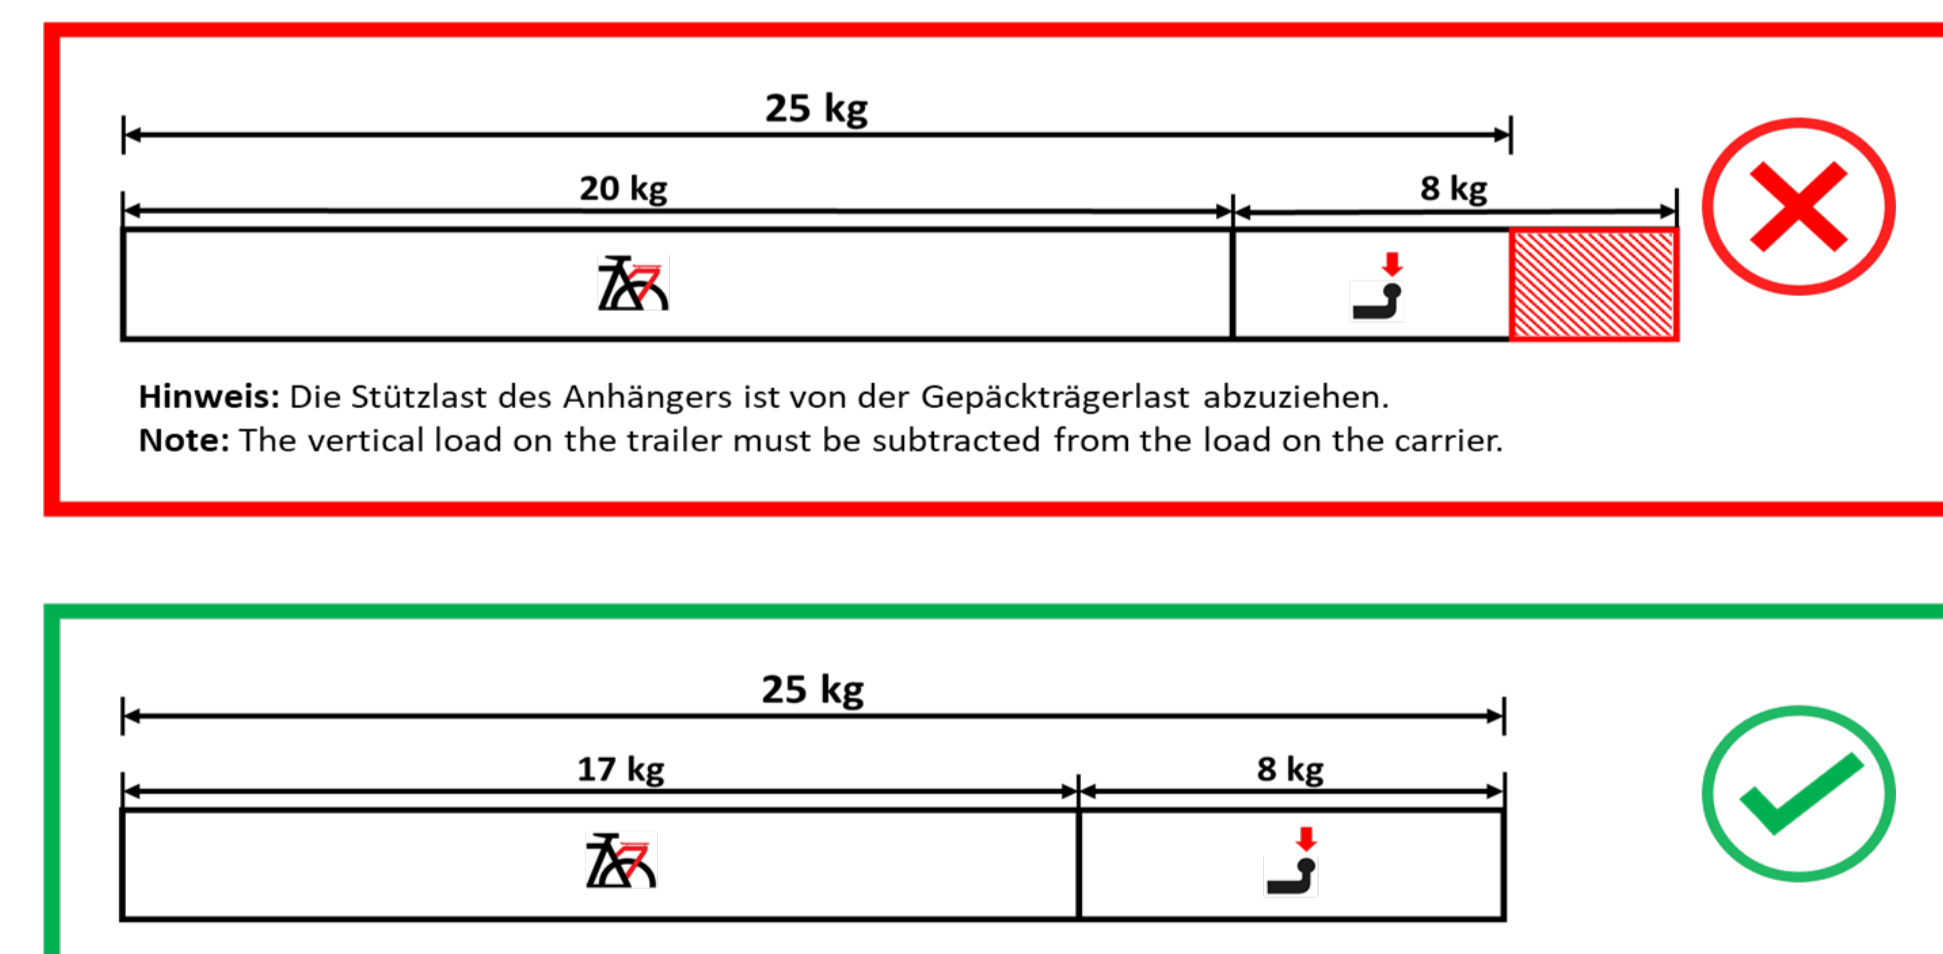 25 kg
20 kg
8 kg
Hinweis: Die Stützlast des Anhängers ist von der Gepäckträgerlast abzuziehen.
Note: The vertical load on the trailer must be subtracted from the load on the carrier.
25 kg
17 kg
8 kg